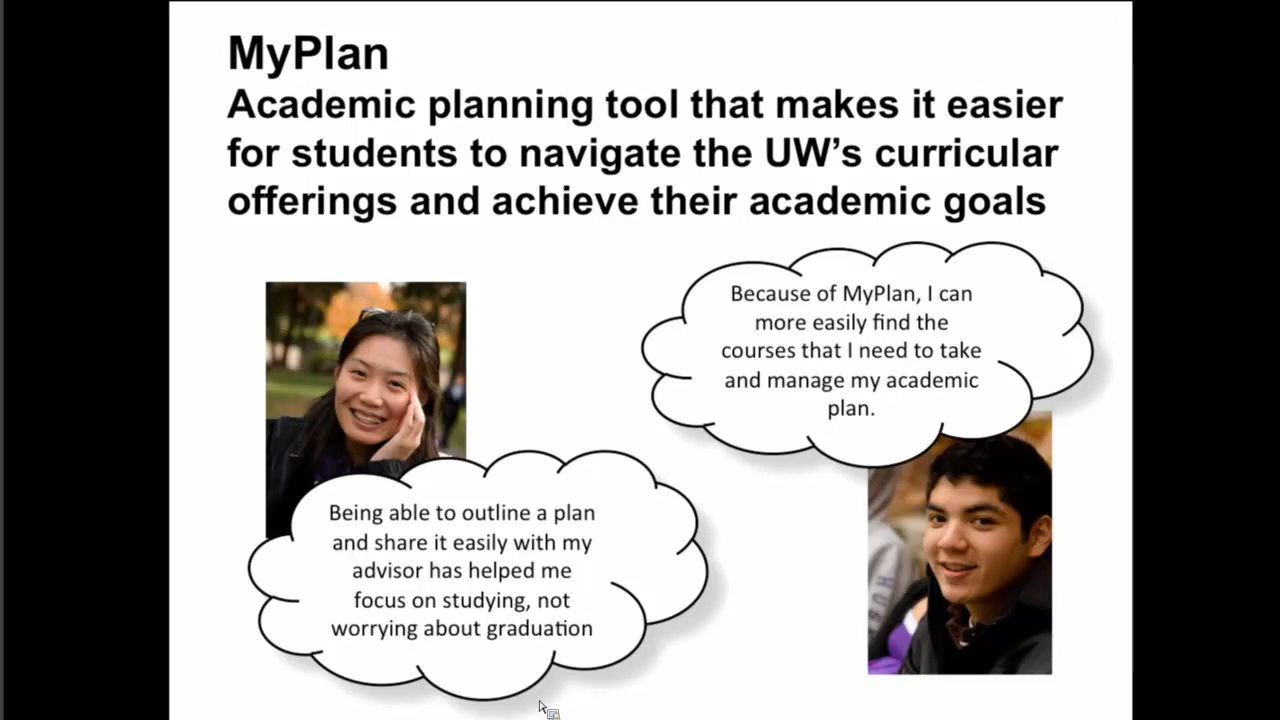 MyPlan
Academic planning tool that makes it easier
for students to navigate the UW’s curricular
offerings and achieve their academic goals
Because of MyPlan, I can
more easily find the
courses that I need to take
and manage my academic
plan.
Being able to outline a plan
and share it easily with my
advisor has helped me
focus on studying, not
worrying about graduation